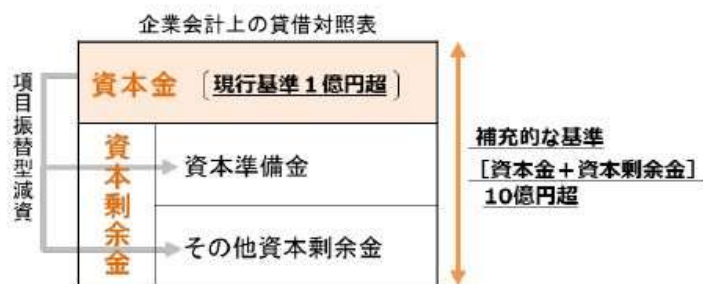 企業会計上の貸借対照表
項目振替型減資
資本金 〔現行基準1億円超〕
資本剰余金
資本準備金
その他資本剰余金
補充的な基準
［資本金＋資本剰余金］
10億円超